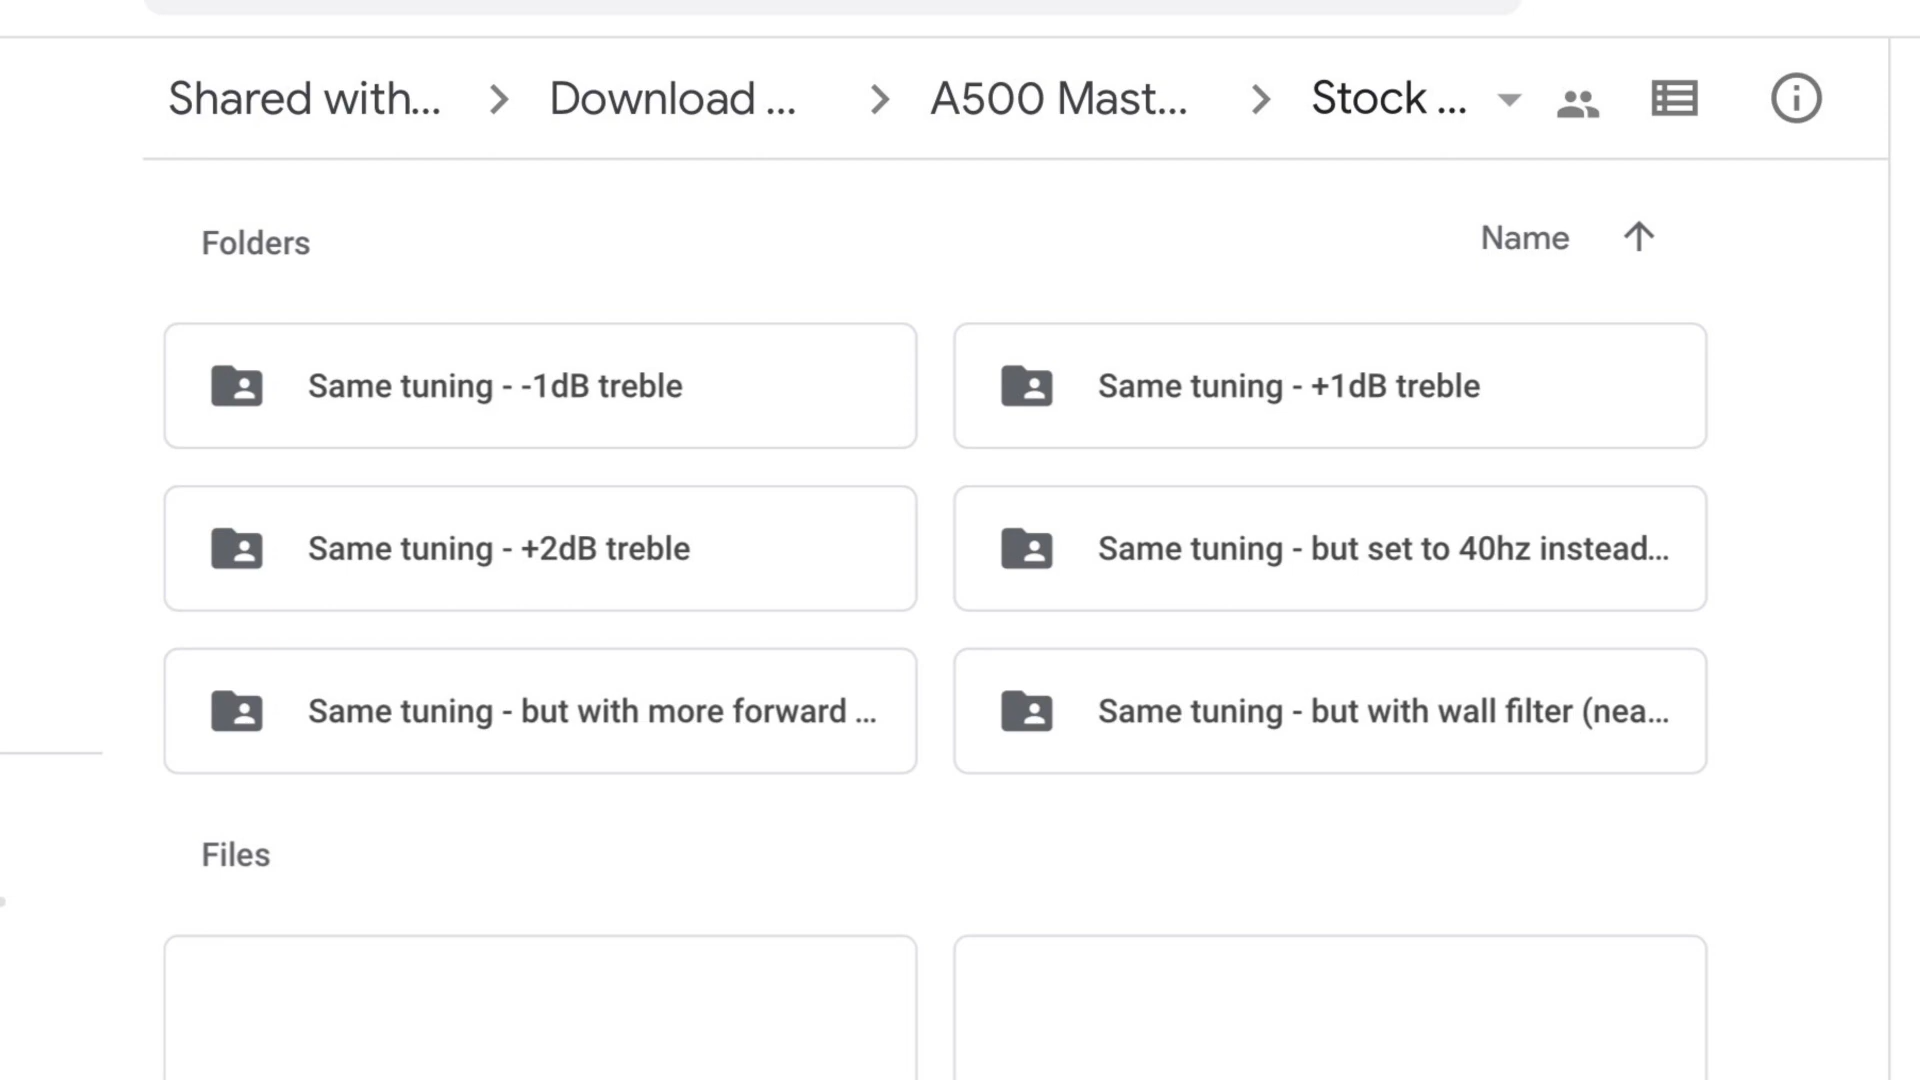 Shared with... > Download ... > A500 Mast... > Stock ...
Folders
Name
Same tuning - -1dB treble
Same tuning - +1dB treble
Same tuning - +2dB treble
Same tuning - but set to 40hz instead...
Same tuning - but with more forward ...
Same tuning - but with wall filter (nea...
Files